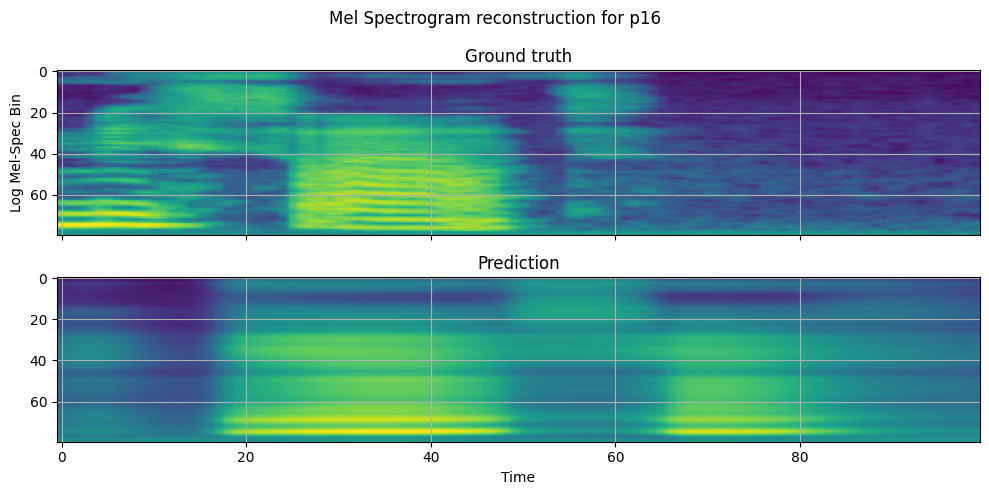 Mel Spectrogram reconstruction for p16
Ground truth
Log Mel-Spec Bin
0
20
40
60
Prediction
0
20
40
60
0 20 40 60 80
Time